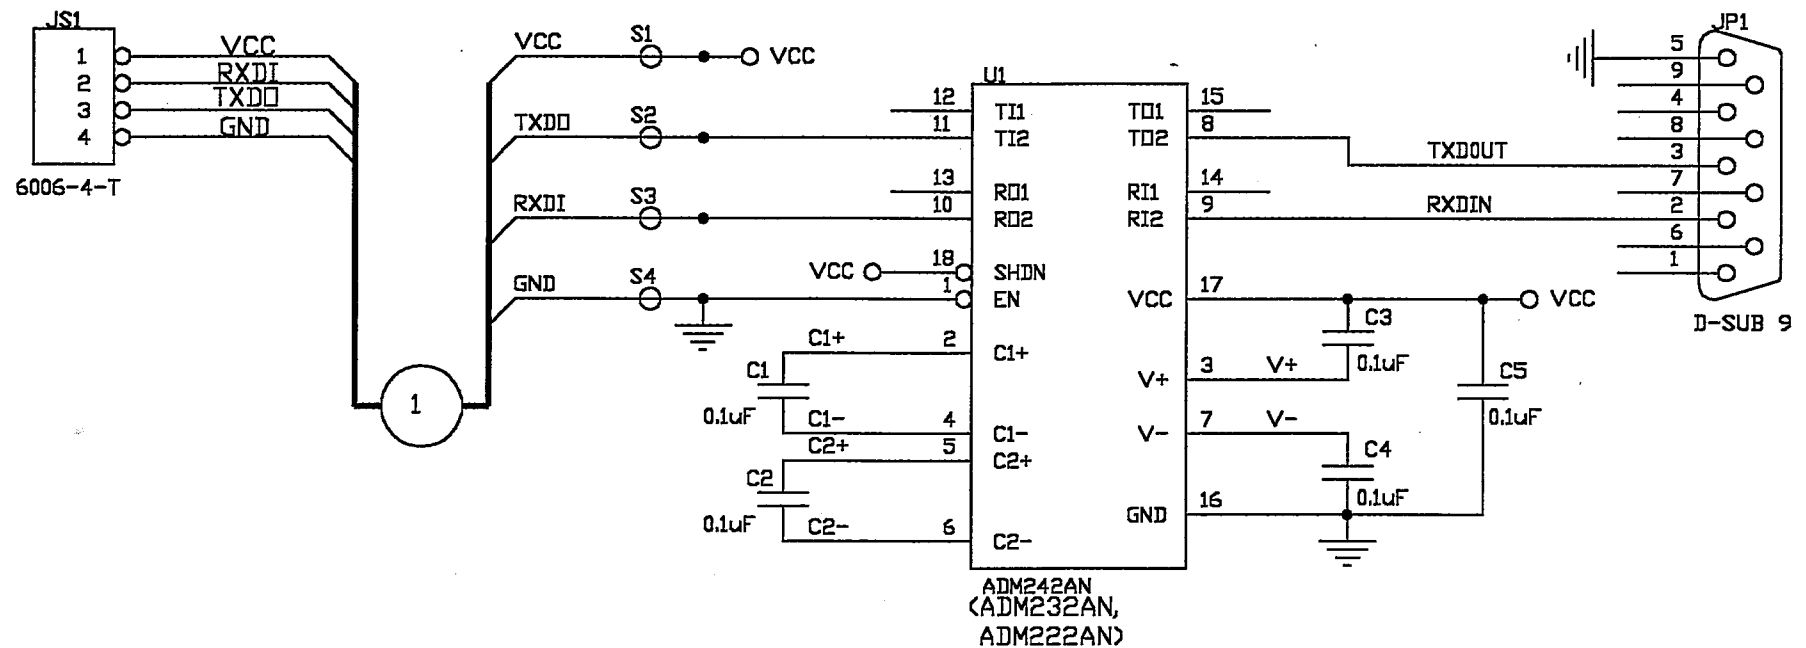 JS1
1 VCC
2 RXDI
3 TXDO
4 GND
6006-4-T
1
VCC S1 VCC
TXDO S2
RXDI S3
GND S4
VCC
U1
12 TI1 TO1 15
11 TI2 TO2 8
13 RO1 RI1 14
10 RO2 RI2 9
18 SHDN
1 EN VCC 17
2 C1+
V+ 3
4 C1- V- 7
5 C2+
GND 16
6 C2-
C1+
C1
0.1uF
C1-
C2+
C2
0.1uF
C2-
ADM242AN
(ADM232AN,
ADM222AN)
TXDOUT
RXDIN
VCC
C3
0.1uF
V+
V-
C4
0.1uF
C5
0.1uF
JP1
5
9
4
8
3
7
2
6
1
D-SUB 9